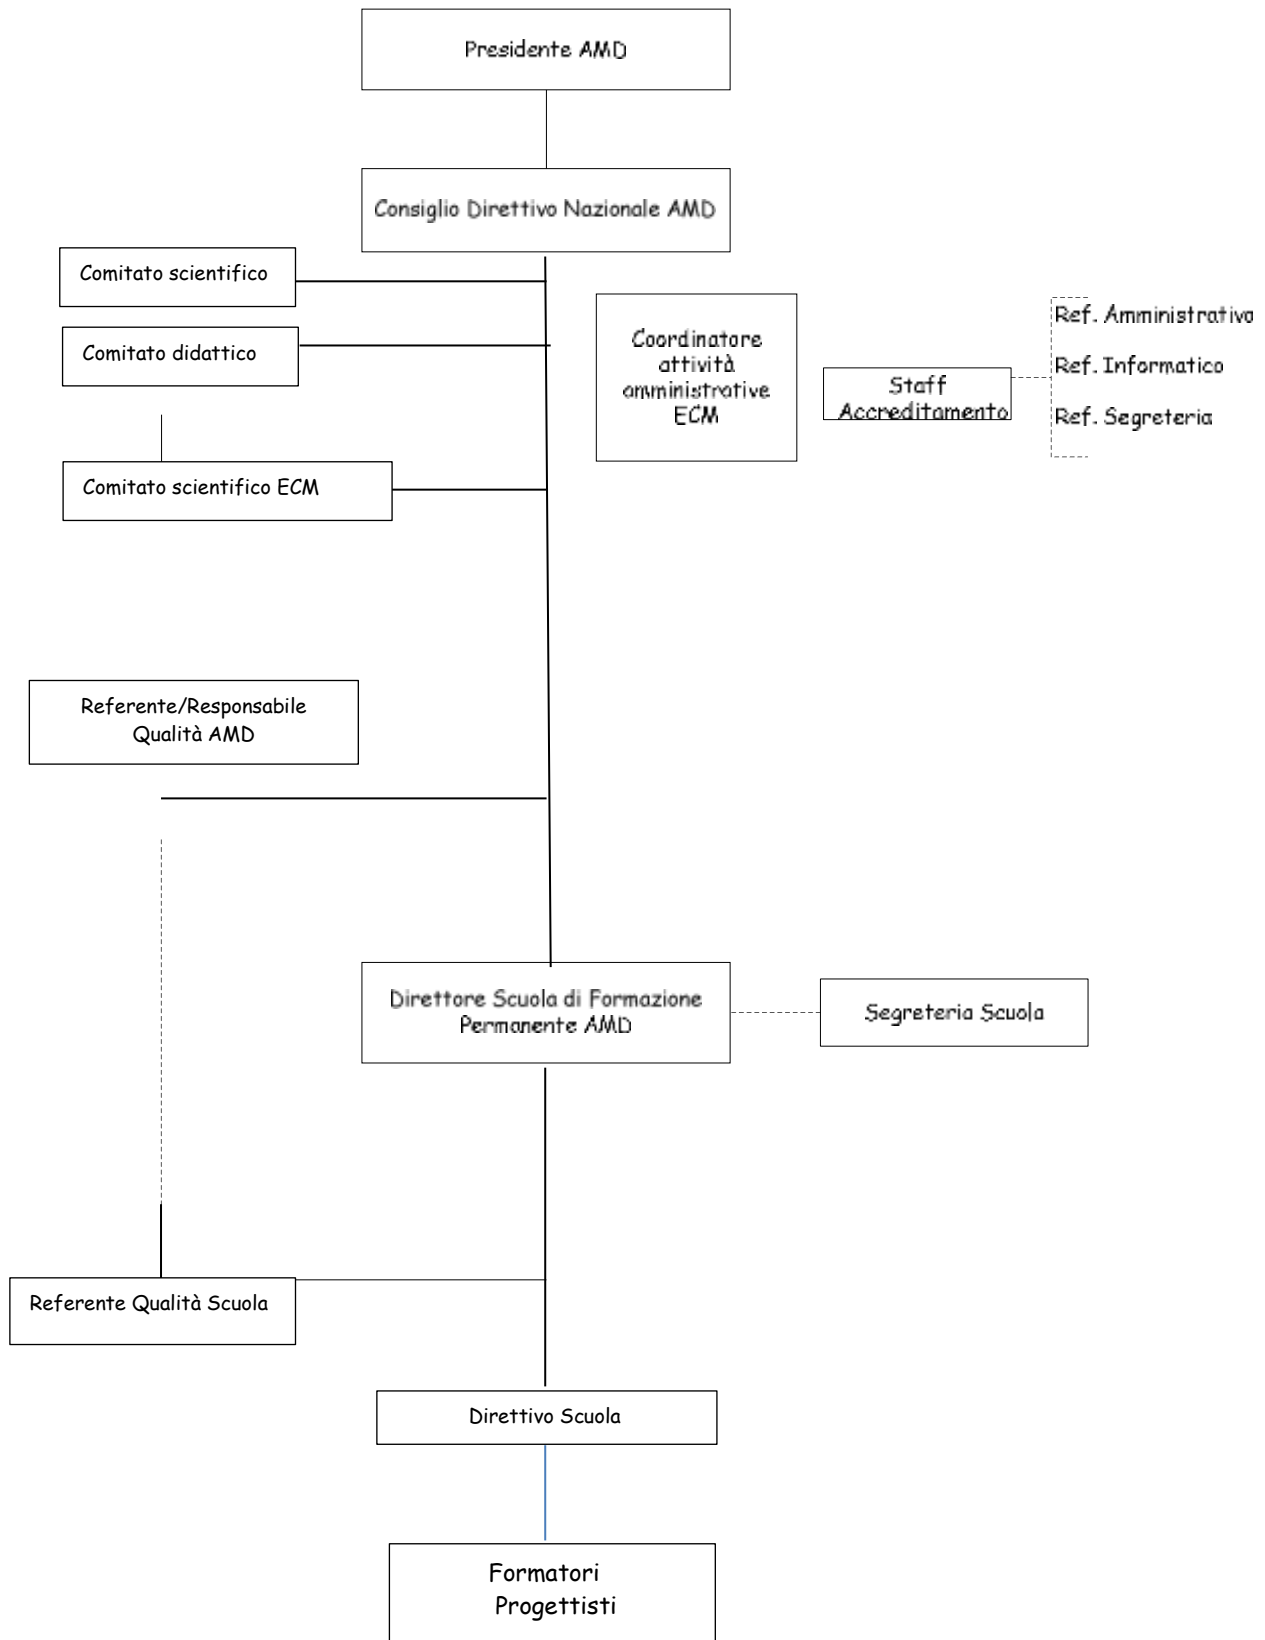 Presidente AMD
Consiglio Direttivo Nazionale AMD
Comitato scientifico
Comitato didattico
Comitato scientifico ECM
Coordinatore
attività
amministrative
ECM
Staff
Accreditamento
Ref. Amministrativo
Ref. Informatico
Ref. Segreteria
Referente/Responsabile
Qualità AMD
Direttore Scuola di Formazione
Permanente AMD
Segreteria Scuola
Referente Qualità Scuola
Direttivo Scuola
Formatori
Progettisti